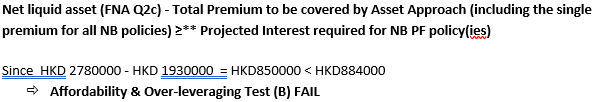 Net liquid asset (FNA Q2c) - Total Premium to be covered by Asset Approach (including the single
premium for all NB policies) ≥** Projected Interest required for NB PF policy(ies)
Since HKD 2780000 - HKD 1930000 = HKD850000 < HKD884000
⇨ Affordability & Over-leveraging Test (B) FAIL